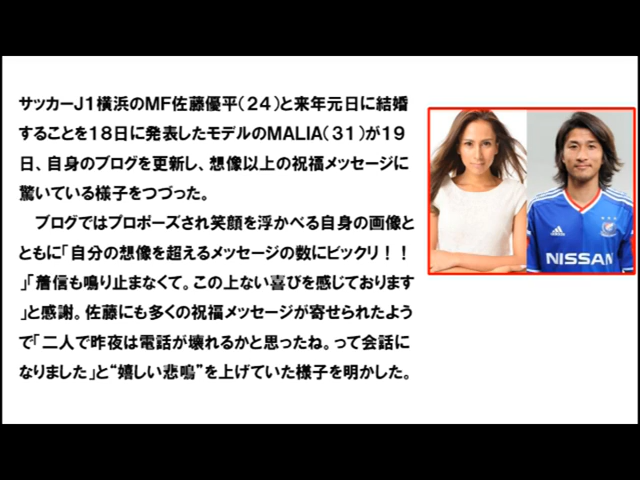 サッカーJ1横浜のMF佐藤優平（24）と来年元日に結婚
することを18日に発表したモデルのMALIA（31）が19
日、自身のブログを更新し、想像以上の祝福メッセージに
驚いている様子をつづった。
　ブログではプロポーズされ笑顔を浮かべる自身の画像と
ともに「自分の想像を超えるメッセージの数にビックリ！！
」「着信も鳴り止まなくて。この上ない喜びを感じております
」と感謝。佐藤にも多くの祝福メッセージが寄せられたよう
で「二人で昨夜は電話が壊れるかと思ったね。って会話に
なりました」と“嬉しい悲鳴”を上げていた様子を明かした。
NISSAN